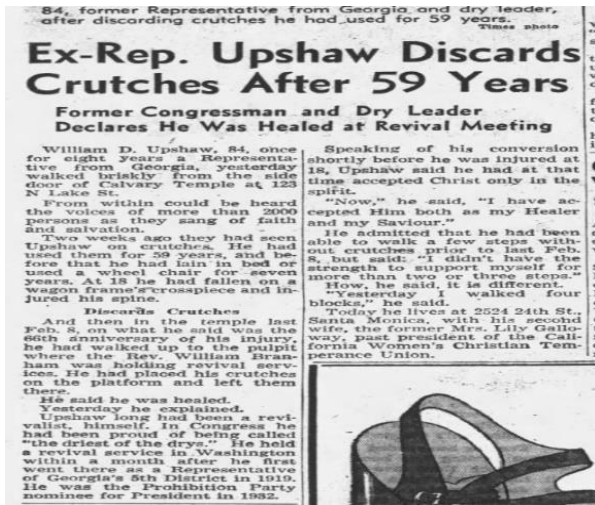 84, former Representative from Georgia and dry leader,
after discarding crutches he had used for 59 years.
Times photo
Ex-Rep. Upshaw Discards
Crutches After 59 Years
Former Congressman and Dry Leader
Declares He Was Healed at Revival Meeting
William D. Upshaw, 84, once
for eight years a Representa-
tive from Georgia, yesterday
walked briskly from the side
door of Calvary Temple at 123
N Lake St.
From within could be heard
the voices of more than 2000
persons as they sang of faith
and salvation.
Two weeks ago they had seen
Upshaw on crutches. He had
used them for 59 years, and be-
fore that he had lain in bed or
used a wheel chair for seven
years. At 18 he had fallen on a
wagon frame's crosspiece and in-
jured his spine.
Discards Crutches
And then in the temple last
Feb. 8, on what he said was the
66th anniversary of his injury,
he had walked up to the pulpit
where the Rev. William Bran-
ham was holding revival serv-
ices. He had placed his crutches
on the platform and left them
there.
He said he was healed.
Yesterday he explained.
Upshaw long had been a revi-
valist, himself. In Congress he
had been proud of being called
"the driest of the drys." He held
a revival service in Washington
within a month after he first
went there as a Representative
of Georgia's 5th District in 1919.
He was the Prohibition Party
nominee for President in 1932.
Speaking of his conversion
shortly before he was injured at
18, Upshaw said he had at that
time accepted Christ only in the
spirit.
"Now," he said, "I have ac-
cepted Him both as my Healer
and my Saviour."
He admitted that he had been
able to walk a few steps with-
out crutches prior to last Feb.
8, but said: "I didn't have the
strength to support myself for
more than two or three steps."
How, he said, it is different.
"Yesterday I walked four
blocks," he said.
Today he lives at 2524 24th St.,
Santa Monica, with his second
wife, the former Mrs. Lily Gallo-
way, past president of the Cali-
fornia Women's Christian Tem-
perance Union.